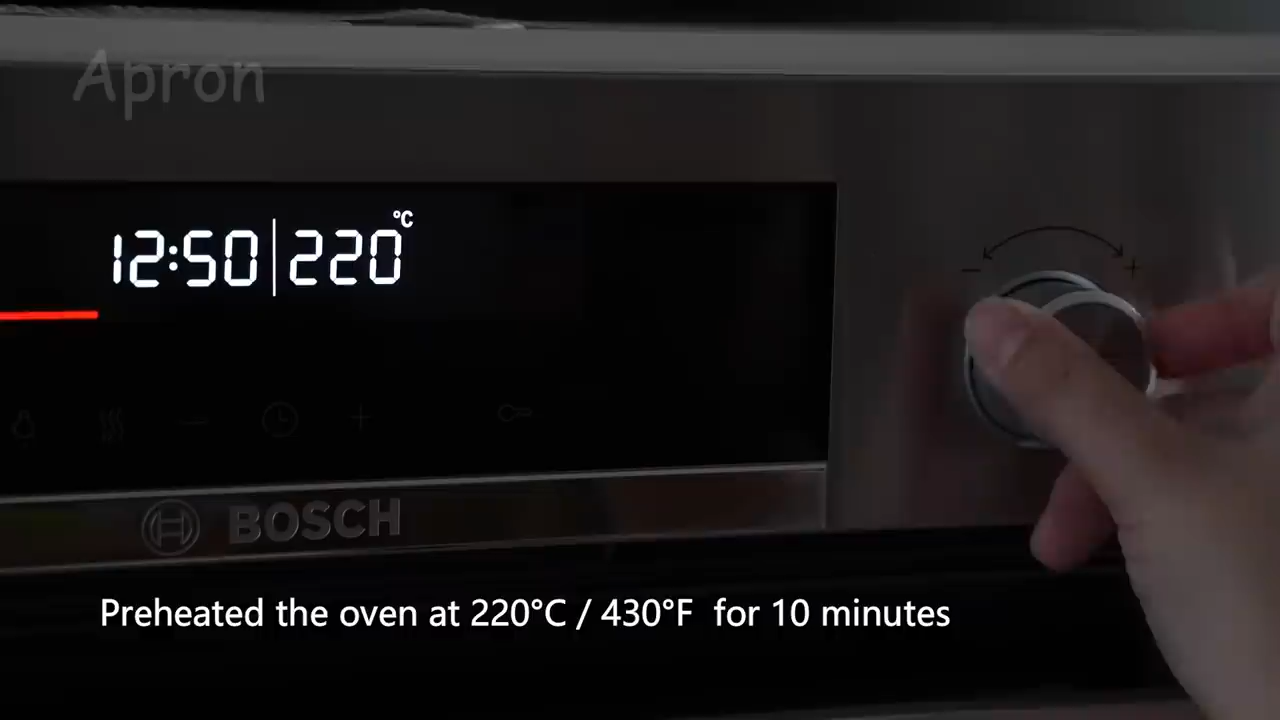 Apron
12:50|220°C
- +
- +
BOSCH
Preheated the oven at 220°C / 430°F for 10 minutes